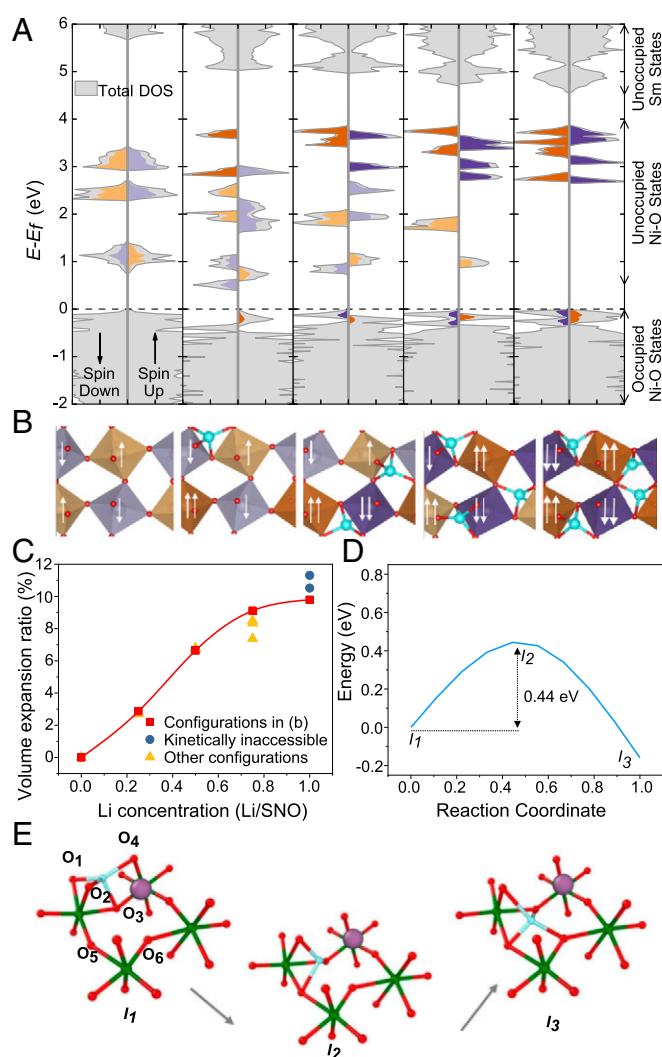 A
6
5
4
3
2
1
0
-1
-2
E-Ef (eV)
Total DOS
Spin
Down
Spin
Up
Unoccupied
Sm States
Unoccupied
Ni-O States
Occupied
Ni-O States
B
C
12
10
8
6
4
2
0
Volume expansion ratio (%)
Configurations in (b)
Kinetically inaccessible
Other configurations
0.0 0.2 0.4 0.6 0.8 1.0
Li concentration (Li/SNO)
D
0.8
0.4
0.0
-0.2
Energy (eV)
I1
I2
0.44 eV
I3
0.0 0.2 0.4 0.6 0.8 1.0
Reaction Coordinate
E
O1
O2
O3
O4
O5
O6
I1
I2
I3